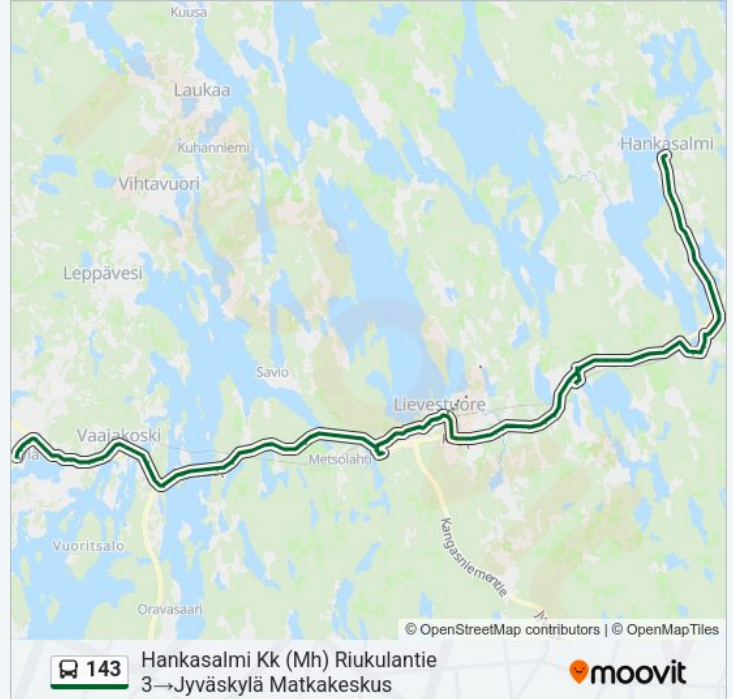 Kuusa
Laukaa
Kuhanniemi
Hankasalmi
Vihtavuori
Leppävesi
Savio
Lievestuore
Vaajakoski
Metsolahti
Vuoritsalo
Kangasniementie
Oravasaari
© OpenStreetMap contributors | © OpenMapTiles
143
Hankasalmi Kk (Mh) Riukulantie
3→Jyväskylä Matkakeskus
moovit